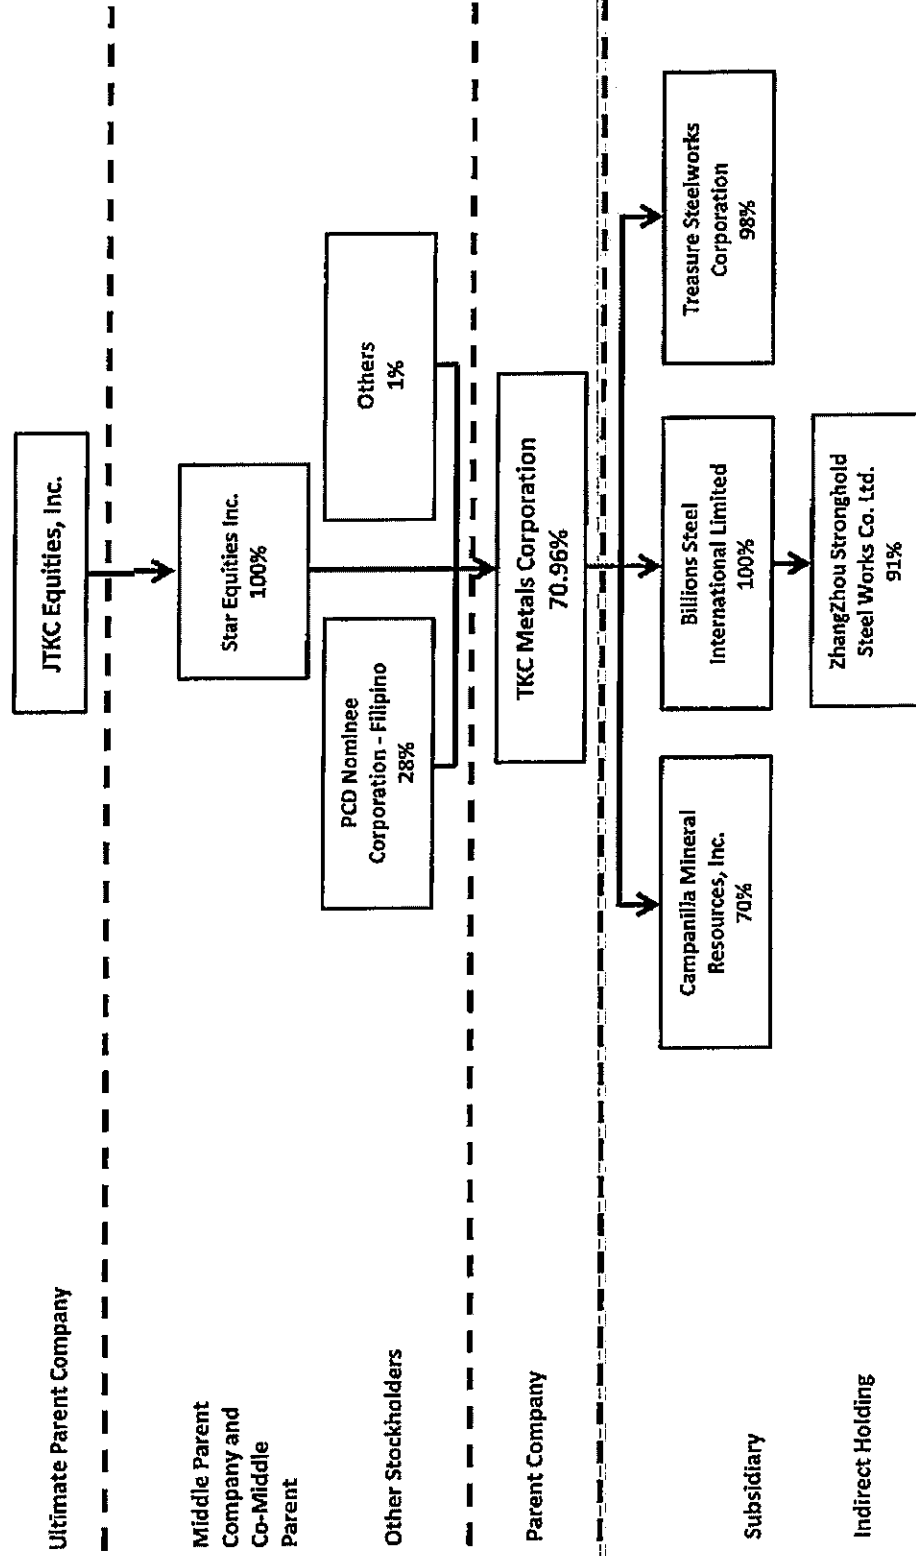 Ultimate Parent Company
JTKC Equities, Inc.
Middle Parent
Company and
Co-Middle
Parent
Star Equities Inc.
100%
Other Stockholders
PCD Nominee
Corporation - Filipino
28%
Others
1%
Parent Company
TKC Metals Corporation
70.96%
Subsidiary
Campanilla Mineral
Resources, Inc.
70%
Billions Steel
International Limited
100%
Treasure Steelworks
Corporation
98%
Indirect Holding
ZhangZhou Stronghold
Steel Works Co. Ltd.
91%